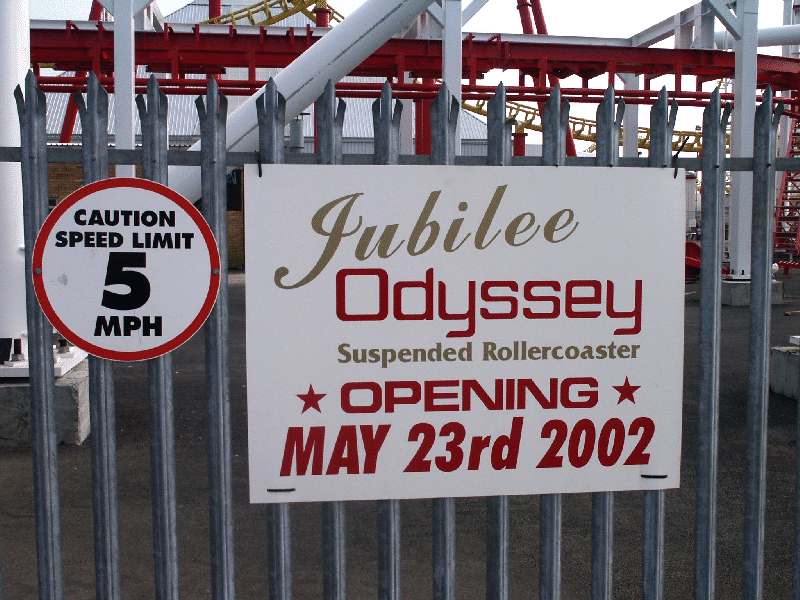 CAUTION
SPEED LIMIT
5
MPH
Jubilee
Odyssey
Suspended Rollercoaster
★ OPENING ★
MAY 23rd 2002